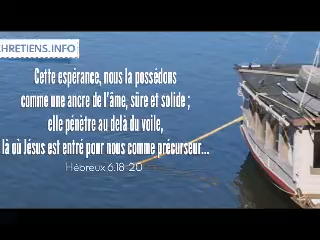 CHRETIENS.INFO
Cette espérance, nous la possédons
comme une ancre de l'âme, sûre et solide ;
elle pénètre au delà du voile,
là où Jésus est entré pour nous comme précurseur...
Hébreux 6.18-20